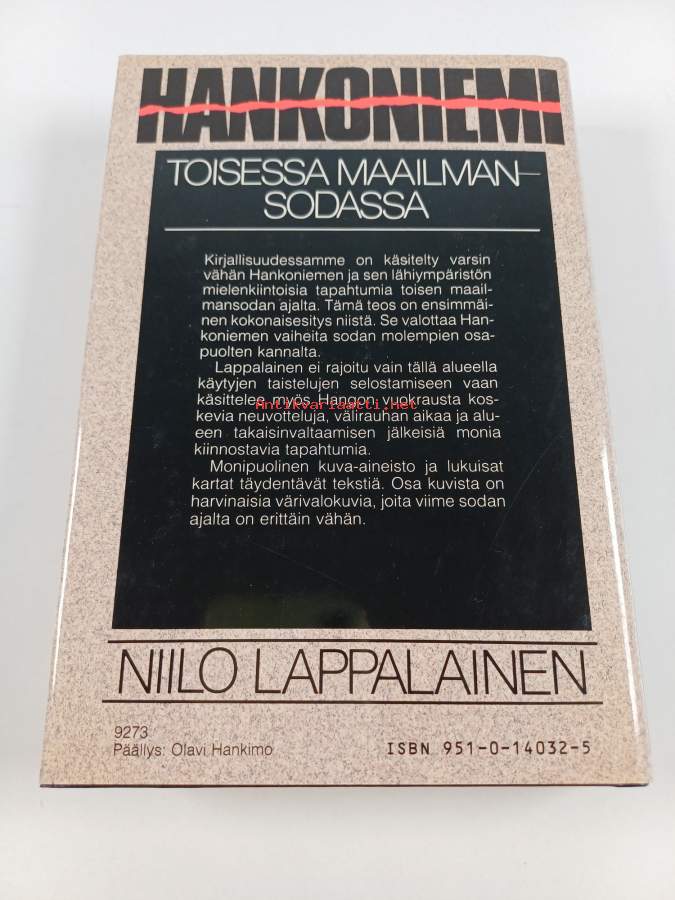 HANKONIEMI
TOISESSA MAAILMAN-
SODASSA
Kirjallisuudessamme on käsitelty varsin
vähän Hankoniemen ja sen lähiympäristön
mielenkiintoisia tapahtumia toisen maail-
mansodan ajalta. Tämä teos on ensimmäi-
nen kokonaisesitys niistä. Se valottaa Han-
koniemen vaiheita sodan molempien osa-
puolten kannalta.
Lappalainen ei rajoitu vain tällä alueella
käytyjen taistelujen selostamiseen vaan
käsittelee myös Hangon vuokrausta kos-
Antikvariaatti.net
kevia neuvotteluja, välirauhan aikaa ja alu-
een takaisinvaltaamisen jälkeisiä monia
kiinnostavia tapahtumia.
Monipuolinen kuva-aineisto ja lukuisat
kartat täydentävät tekstiä. Osa kuvista on
harvinaisia värivalokuvia, joita viime sodan
ajalta on erittäin vähän.
NIILO LAPPALAINEN
9273
Päällys: Olavi Hankimo
ISBN 951-0-14032-5